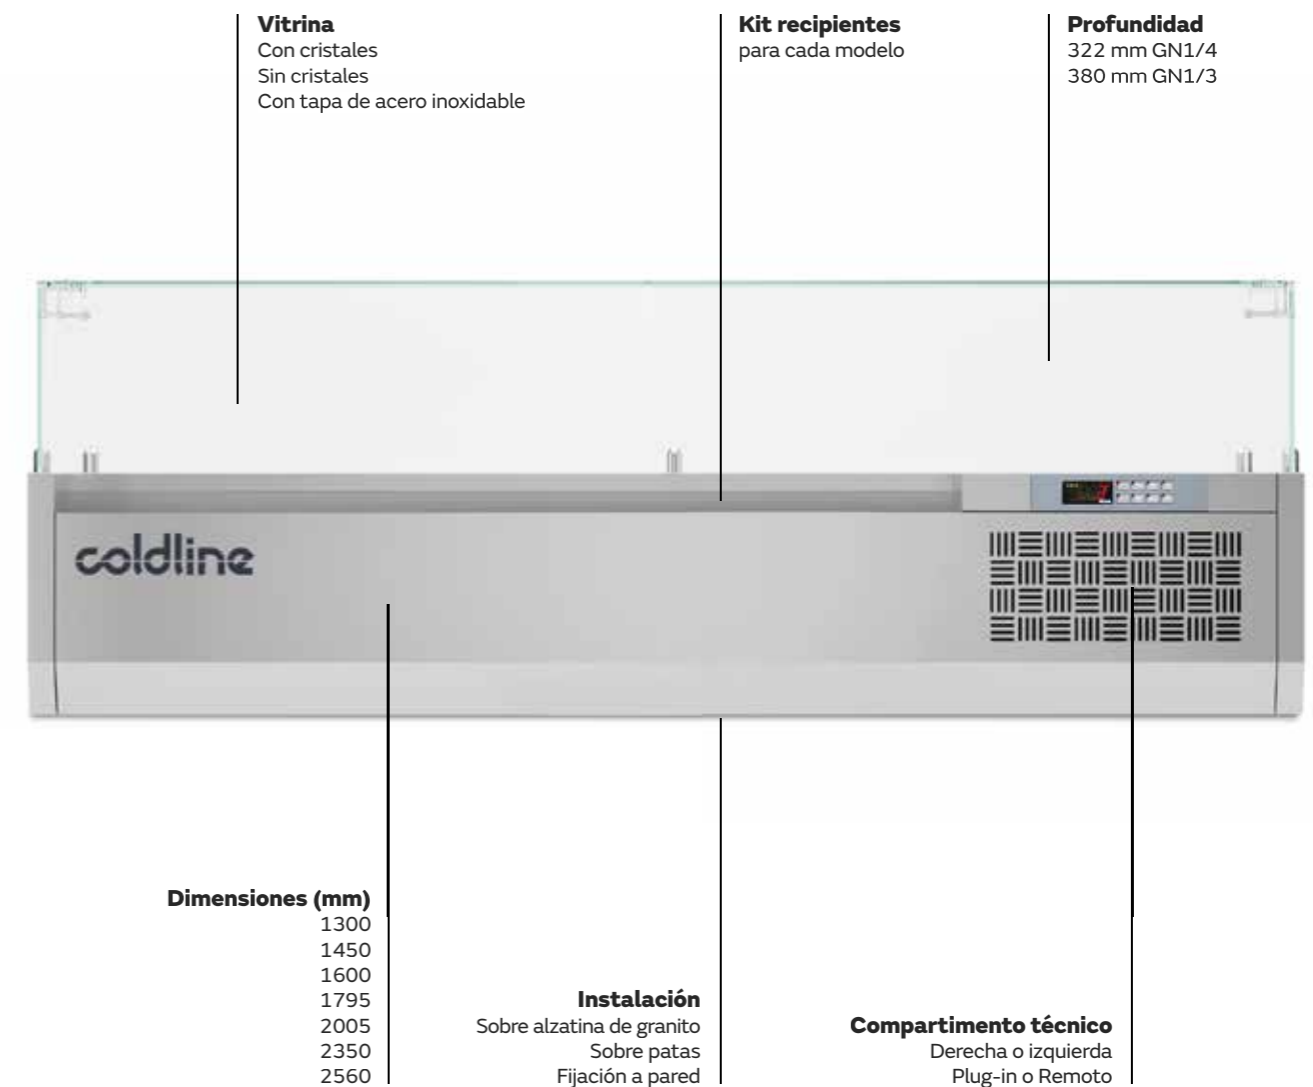 Vitrina
Con cristales
Sin cristales
Con tapa de acero inoxidable
Kit recipientes
para cada modelo
Profundidad
322 mm GN1/4
380 mm GN1/3
coldline
Dimensiones (mm)
1300
1450
1600
1795
2005
2350
2560
Instalación
Sobre alzatina de granito
Sobre patas
Fijación a pared
Compartimento técnico
Derecha o izquierda
Plug-in o Remoto